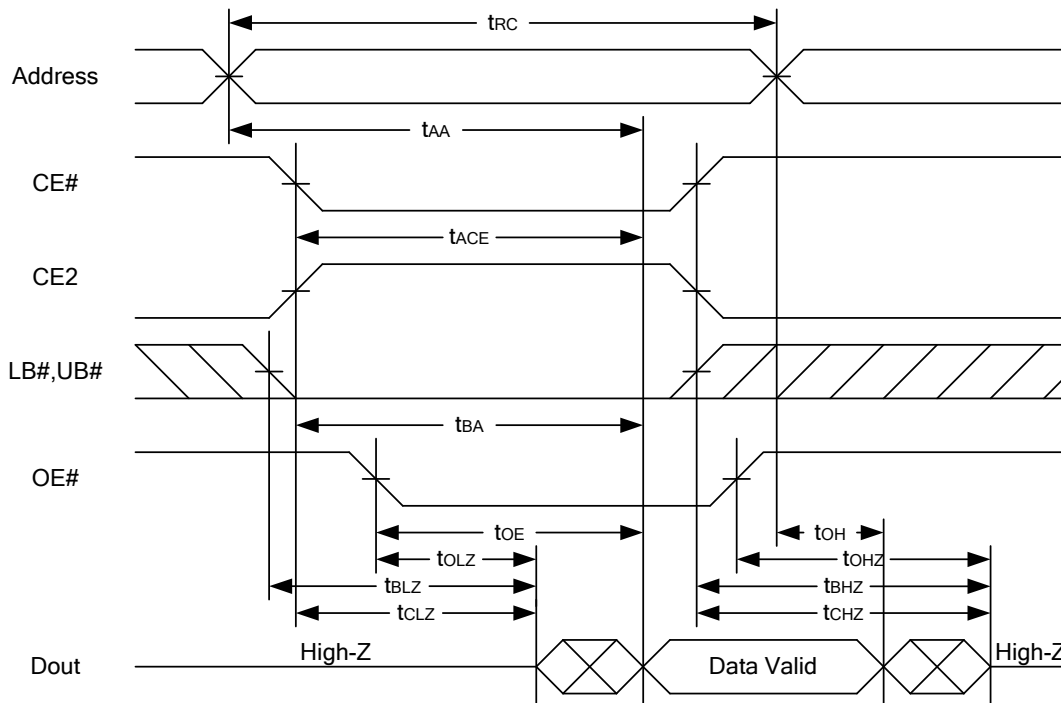 tRC
Address
tAA
CE#
tACE
CE2
LB#,UB#
tBA
OE#
tOE
tOH
tOLZ
tOHZ
tBLZ
tBHZ
tCLZ
tCHZ
Dout
High-Z
Data Valid
High-Z